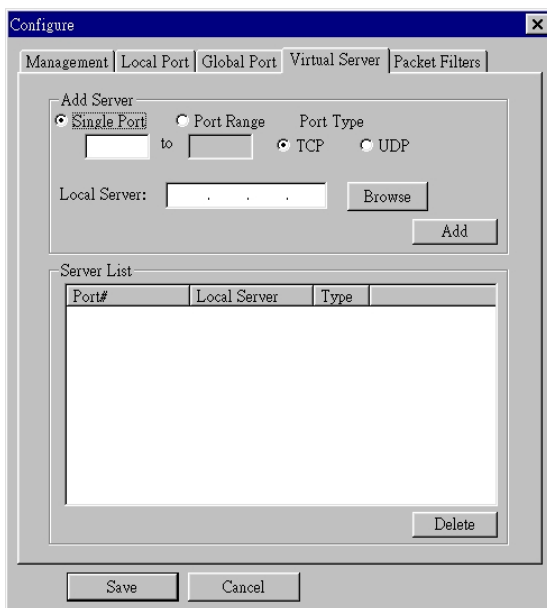 Configure
Management Local Port Global Port Virtual Server Packet Filters
Add Server
Single Port Port Range Port Type
to TCP UDP
Local Server: . . . Browse
Add
Server List
Port# Local Server Type
Delete
Save Cancel